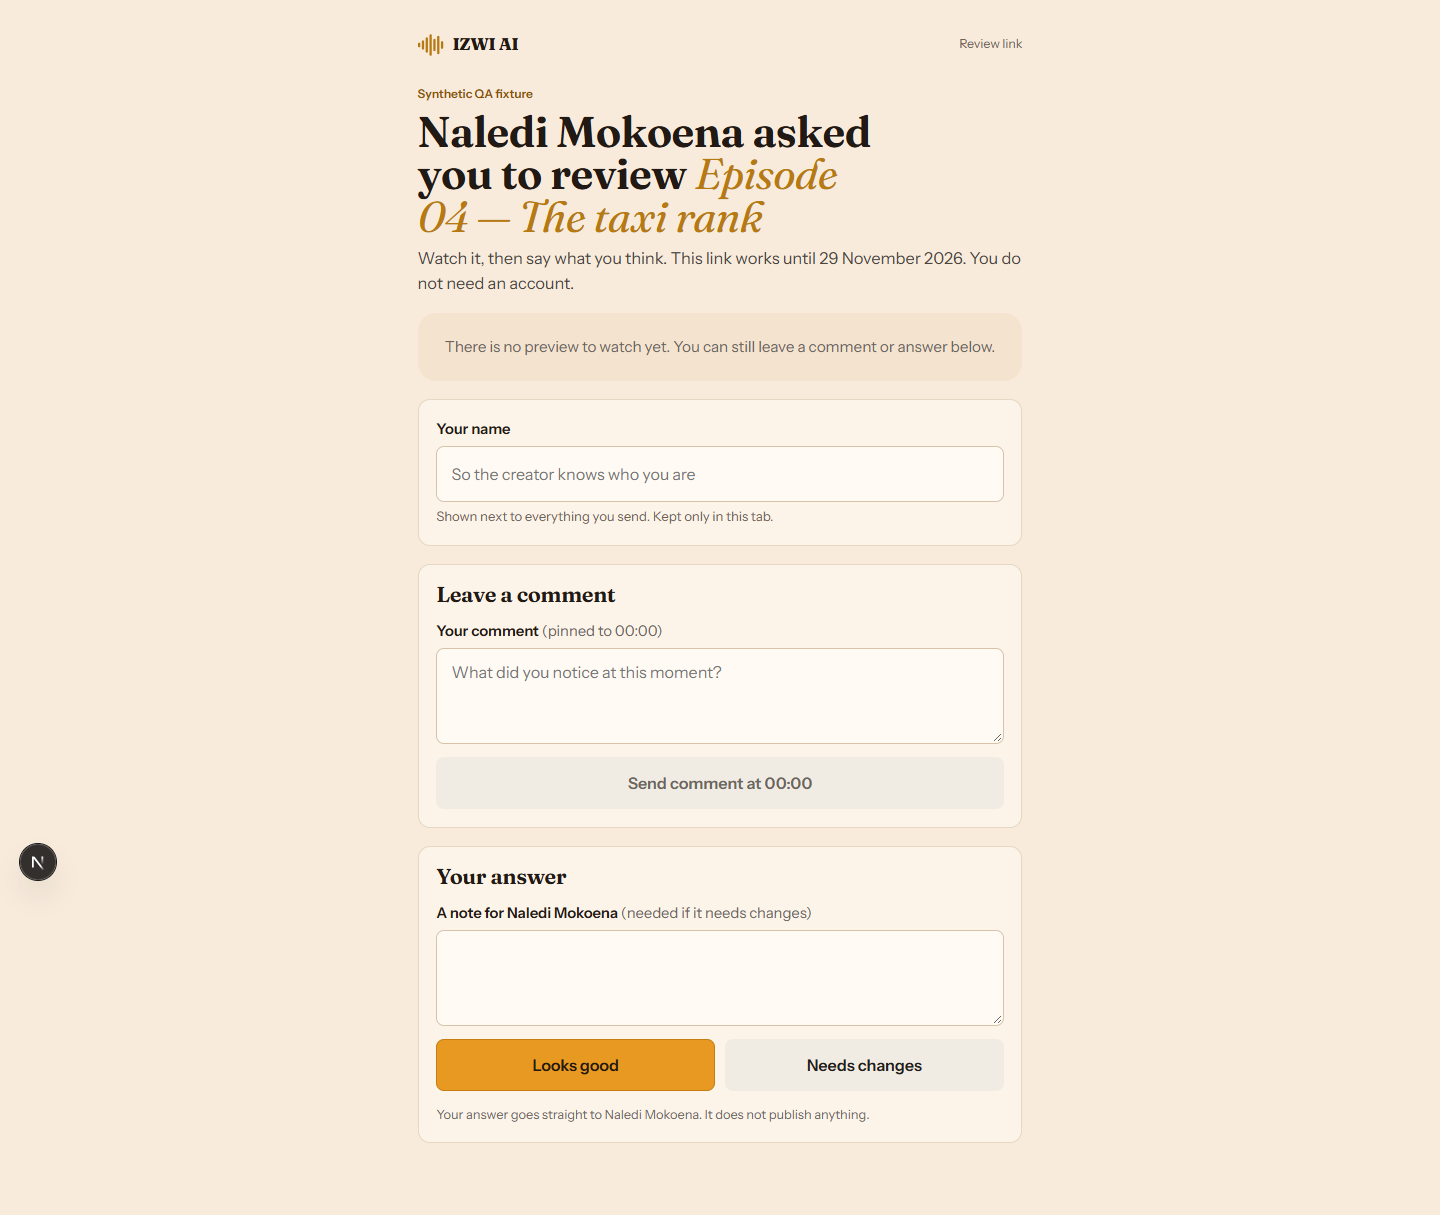 IZWI AI
Review link
Synthetic QA fixture
Naledi Mokoena asked
you to review Episode
04 — The taxi rank
Watch it, then say what you think. This link works until 29 November 2026. You do
not need an account.
There is no preview to watch yet. You can still leave a comment or answer below.
Your name
So the creator knows who you are
Shown next to everything you send. Kept only in this tab.
Leave a comment
Your comment (pinned to 00:00)
What did you notice at this moment?
Send comment at 00:00
Your answer
A note for Naledi Mokoena (needed if it needs changes)
Looks good
Needs changes
Your answer goes straight to Naledi Mokoena. It does not publish anything.
N